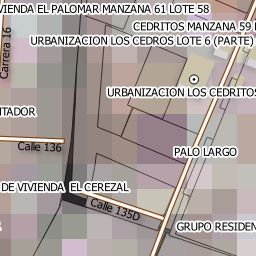 VIENDA EL PALOMAR MANZANA 61 LOTE 58
CEDRITOS MANZANA 59
URBANIZACION LOS CEDROS LOTE 6 (PARTE)
Carrera 16
URBANIZACION LOS CEDRITOS
Calle 136
PALO LARGO
DE VIVIENDA EL CEREZAL
Calle 135D
GRUPO RESIDEN